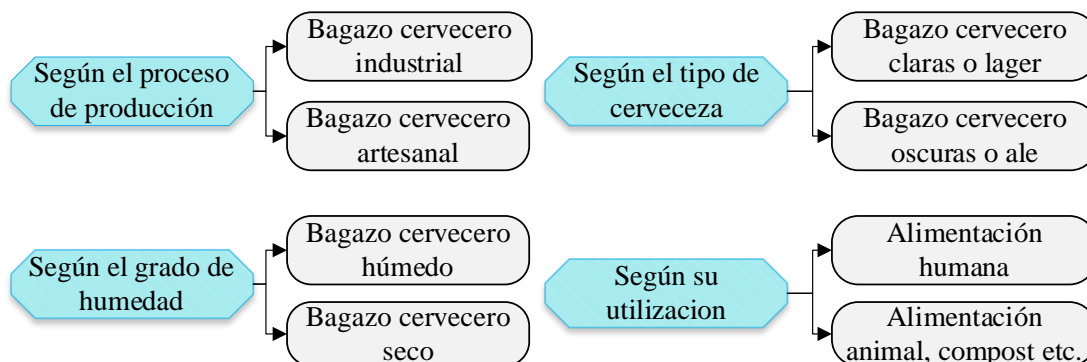 Según el proceso
de producción
Bagazo cervecero
industrial
Bagazo cervecero
artesanal
Según el tipo de
cerveceza
Bagazo cervecero
claras o lager
Bagazo cervecero
oscuras o ale
Según el grado de
humedad
Bagazo cervecero
húmedo
Bagazo cervecero
seco
Según su
utilizacion
Alimentación
humana
Alimentación
animal, compost etc.